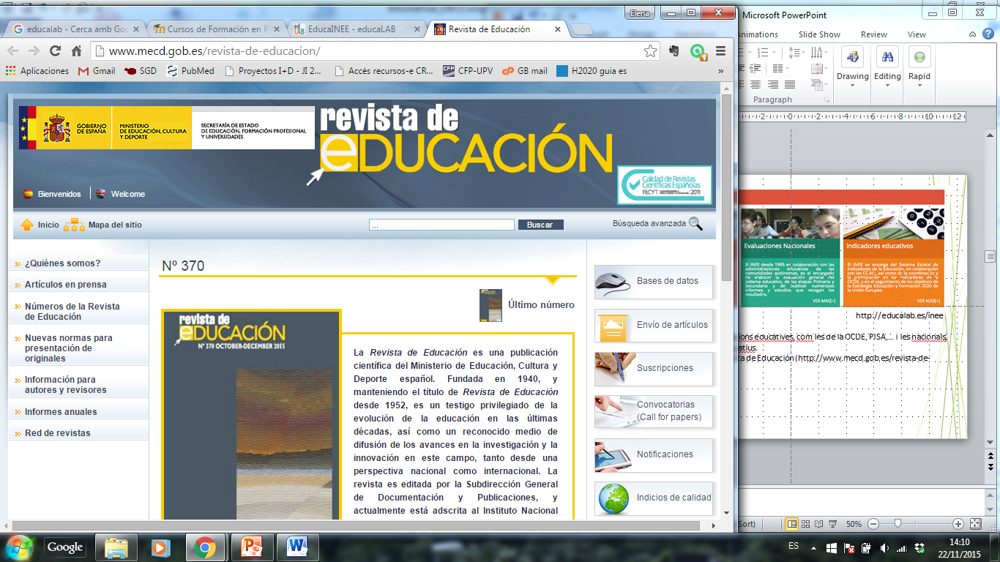 Elena
educalab - Cerca amb Goo
Cursos de Formación en R
EducaINEE - educaLAB
Revista de Educación
www.mecd.gob.es/revista-de-educacion/
Aplicaciones
Gmail
SGD
PubMed
Proyectos I+D - JI 2...
Accés recursos-e CR...
CFP-UPV
GB mail
H2020 guia es
»
GOBIERNO
DE ESPAÑA
MINISTERIO
DE EDUCACIÓN, CULTURA
Y DEPORTE
SECRETARÍA DE ESTADO
DE EDUCACIÓN, FORMACIÓN PROFESIONAL
Y UNIVERSIDADES
revista de
eDUCACIÓN
Calidad de Revistas
Científicas Españolas
FECYT
2011
Bienvenidos
Welcome
Inicio
Mapa del sitio
...
Buscar
Búsqueda avanzada
¿Quiénes somos?
Artículos en prensa
Números de la Revista
de Educación
Nuevas normas para
presentación de
originales
Información para
autores y revisores
Informes anuales
Red de revistas
Nº 370
Último número
revista de
eDUCACIÓN
Nº 370 OCTOBER-DECEMBER 2015
La Revista de Educación es una publicación
científica del Ministerio de Educación, Cultura y
Deporte español. Fundada en 1940, y
manteniendo el título de Revista de Educación
desde 1952, es un testigo privilegiado de la
evolución de la educación en las últimas
décadas, así como un reconocido medio de
difusión de los avances en la investigación y la
innovación en este campo, tanto desde una
perspectiva nacional como internacional. La
revista es editada por la Subdirección General
de Documentación y Publicaciones, y
actualmente está adscrita al Instituto Nacional
Bases de datos
Envío de artículos
Suscripciones
Convocatorias
(Call for papers)
Notificaciones
Indicios de calidad
Microsoft PowerPoint
Animations
Slide Show
Review
View
Drawing
Editing
Rapid
Paragraph
2
0
2
4
6
8
10
12
Evaluaciones Nacionales
El INEE desde 1995 en colaboración con las
administraciones educativas de las
comunidades autónomas, es el encargado
de elaborar la evaluación general del
sistema educativo, de las etapas Primaria y
Secundaria y de publicar numerosos
informes y estudios que recogen los
resultados.
VER MAS[+]
Indicadores educativos
El INEE se encarga del Sistema Estatal de
Indicadores de la Educación, en colaboración
con las CCAA, así como de la coordinación y
la participación en los indicadores de la
OCDE, y en el seguimiento de los objetivos de
la Estrategia Educación y Formación 2020 de
la Unión Europea.
VER MAS[+]
http://educalab.es/inee
ions educatives, com les de la OCDE, PISA,... i les nacionals,
atius.
ta de Educación (http://www.mecd.gob.es/revista-de-
Sort)
50%
Google
ES
14:10
22/11/2015